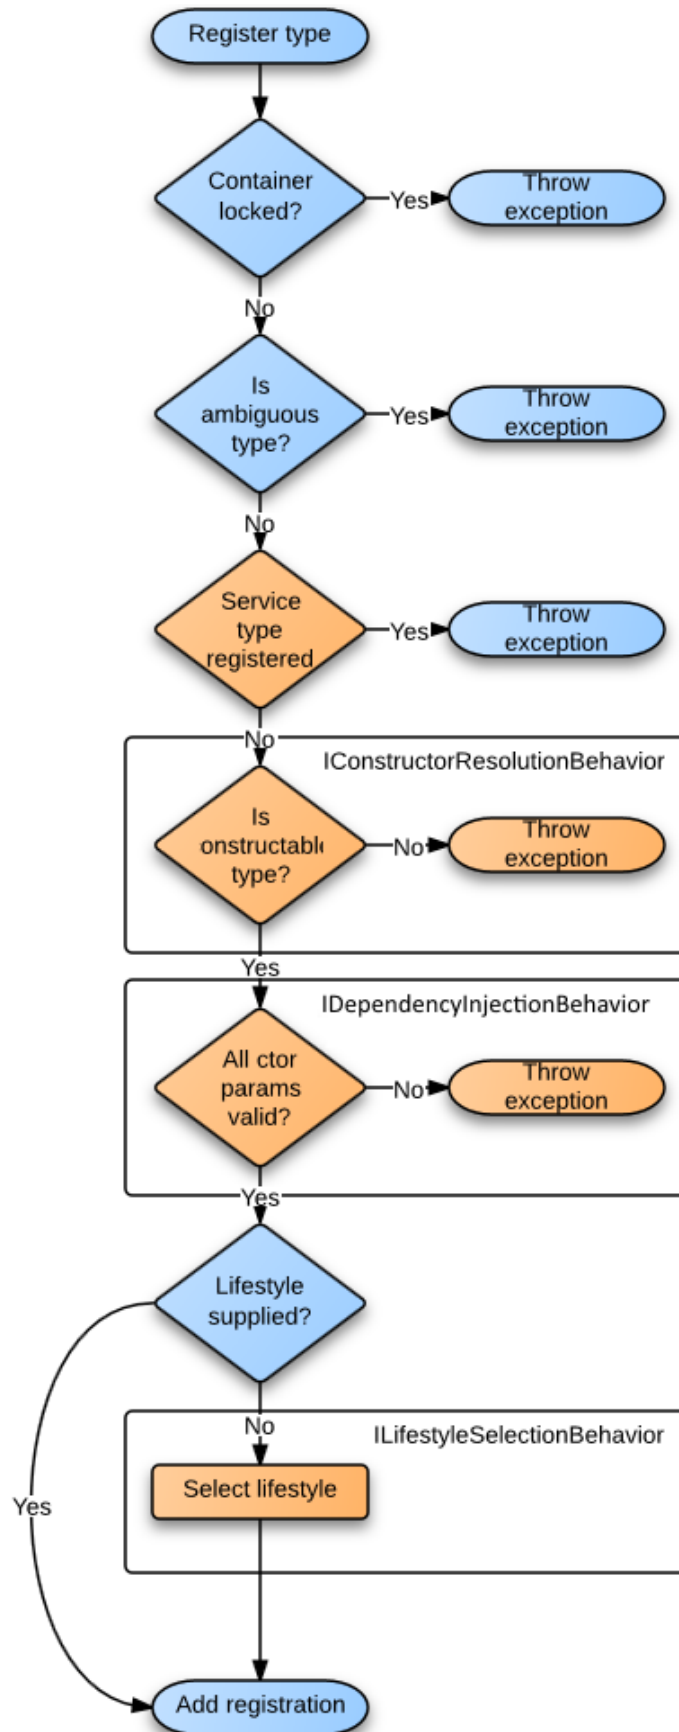 Register type
Container
locked?
Yes
Throw
exception
No
Is
ambiguous
type?
Yes
Throw
exception
No
Service
type
registered
Yes
Throw
exception
No
IConstructorResolutionBehavior
Is
onstructabl
type?
No
Throw
exception
Yes
IDependencyInjectionBehavior
All ctor
params
valid?
No
Throw
exception
Yes
Lifestyle
supplied?
No
ILifestyleSelectionBehavior
Select lifestyle
Yes
Add registration